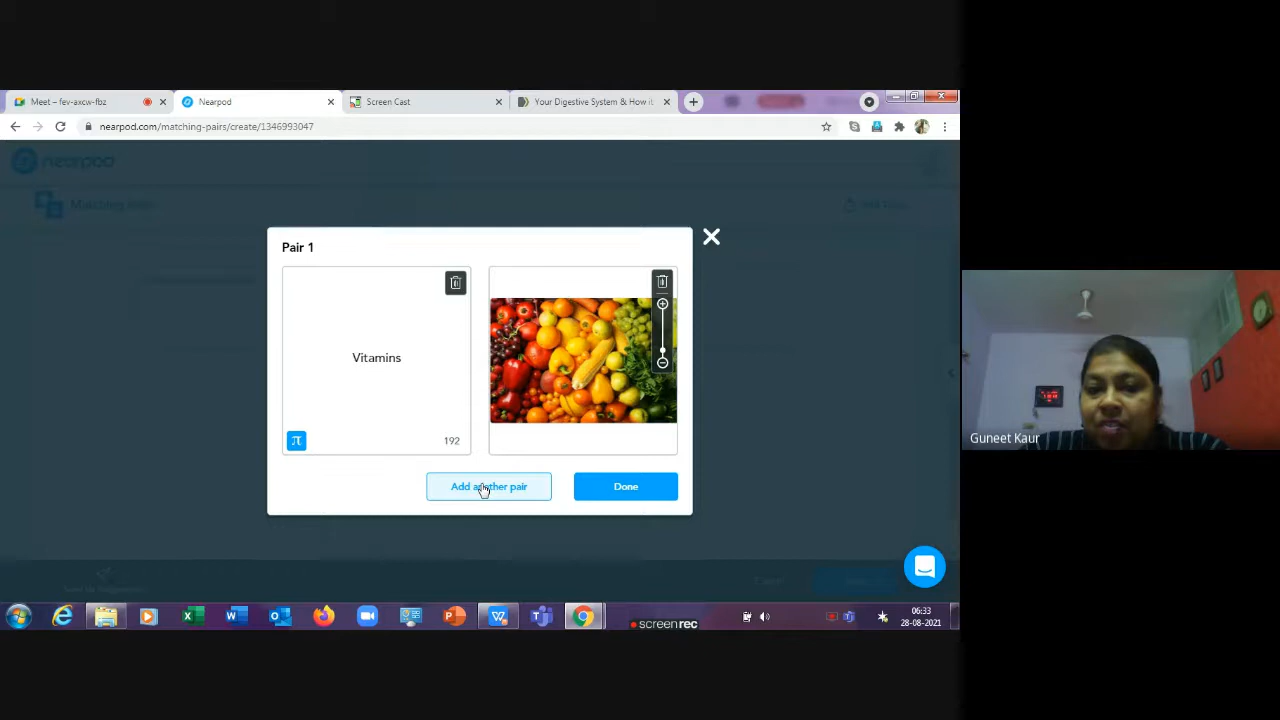 Meet – fev-axcw-fbz
Nearpod
Screen Cast
Your Digestive System & How it
nearpod.com/matching-pairs/create/1346993047
nearpod
Pair 1
Vitamins
π
192
Add another pair
Done
Guneet Kaur
screenrec
06:33
28-08-2021